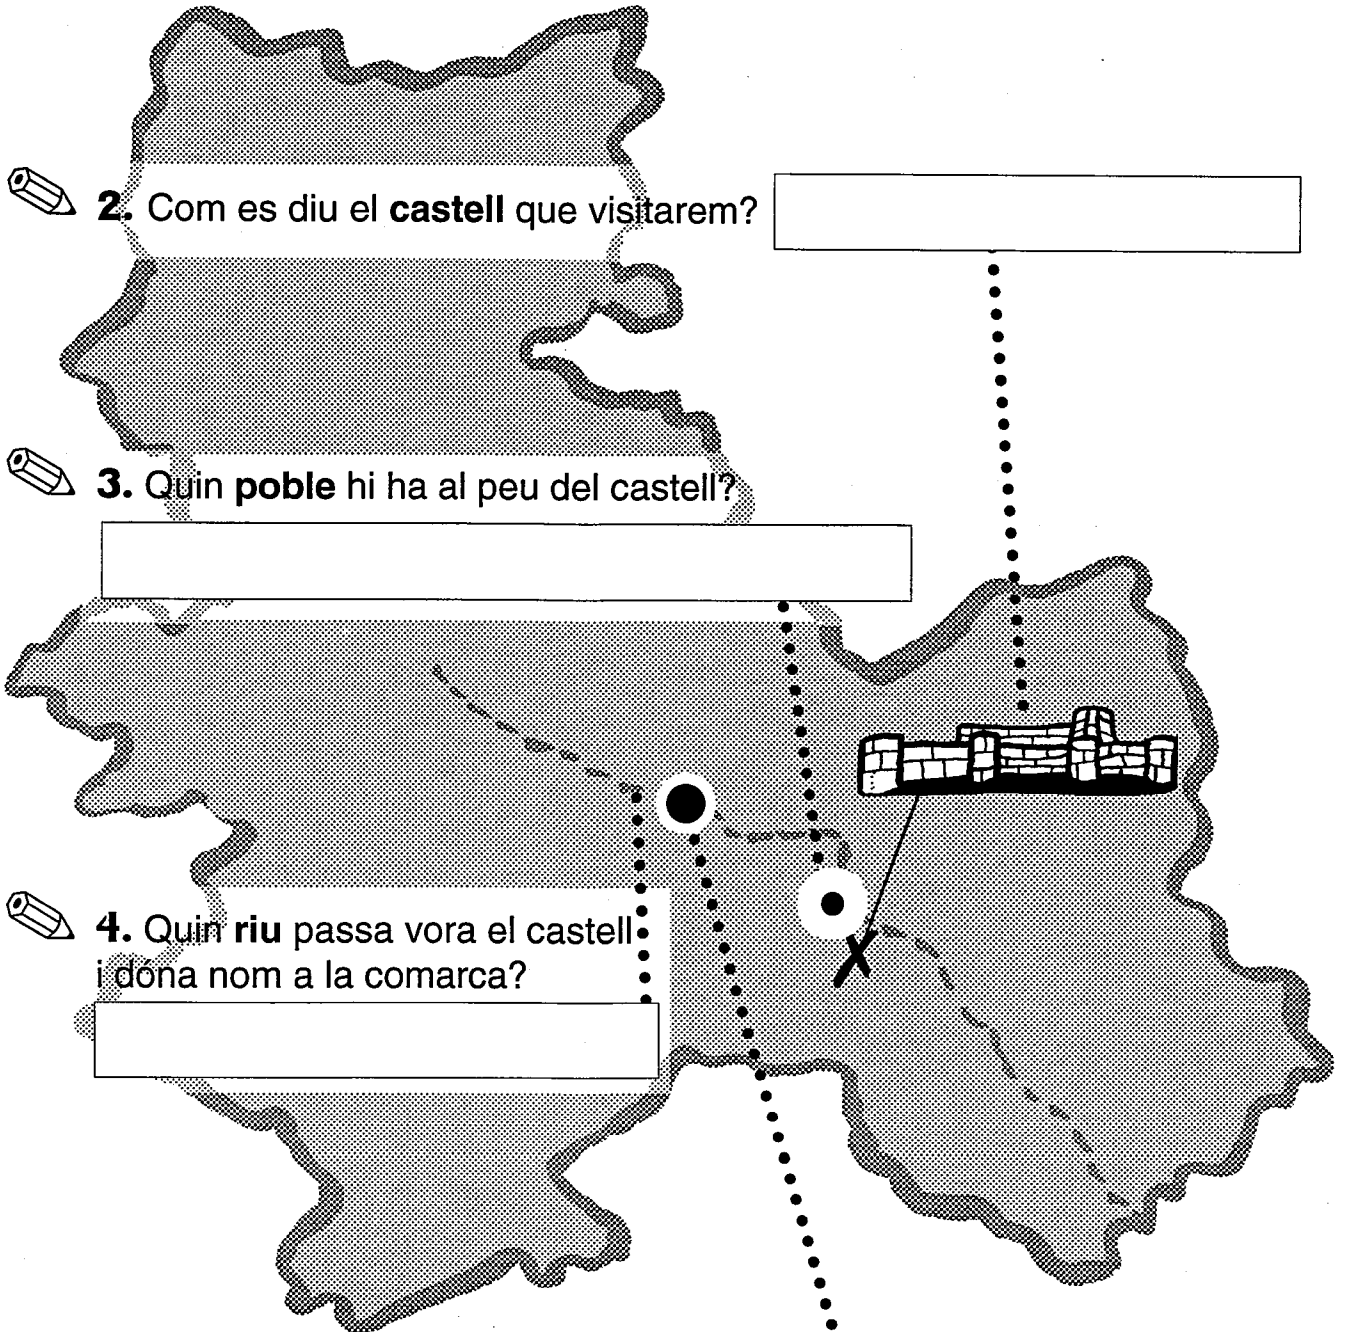 2. Com es diu el castell que visitarem?
3. Quin poble hi ha al peu del castell?
4. Quin riu passa vora el castell
i dóna nom a la comarca?